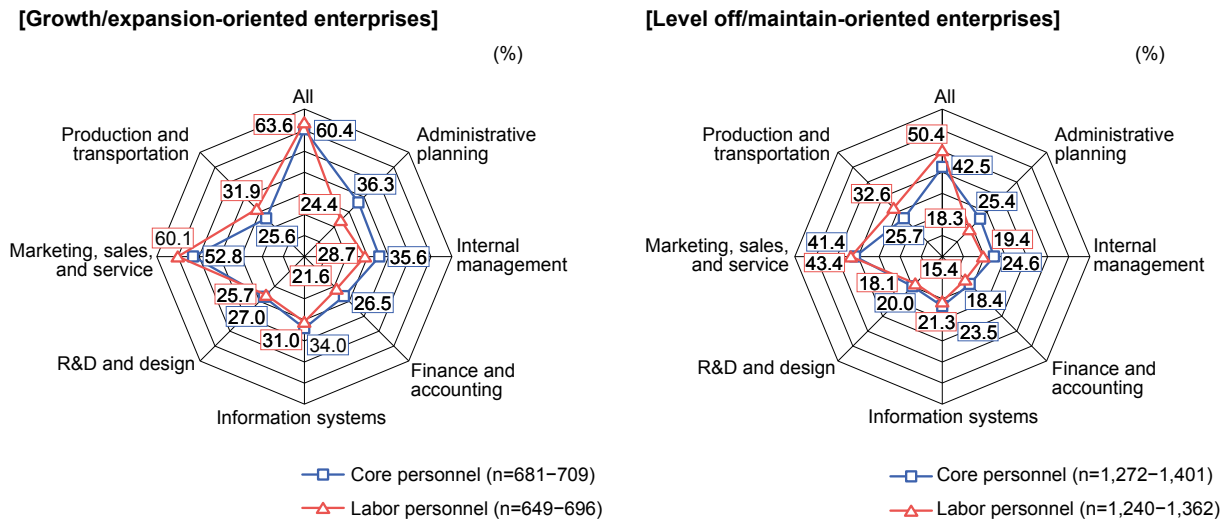 [Growth/expansion-oriented enterprises]
(%)
All
63.6
60.4
Production and
transportation
Administrative
planning
36.3
31.9
24.4
25.6
60.1
Marketing, sales,
and service
52.8
28.7
35.6
Internal
management
21.6
25.7
26.5
27.0
31.0
34.0
R&D and design
Finance and
accounting
Information systems
Core personnel (n=681−709)
Labor personnel (n=649−696)
[Level off/maintain-oriented enterprises]
(%)
All
50.4
42.5
Production and
transportation
Administrative
planning
32.6
25.4
18.3
25.7
19.4
41.4
Marketing, sales,
and service
43.4
24.6
Internal
management
15.4
18.1
20.0
18.4
21.3
23.5
R&D and design
Finance and
accounting
Information systems
Core personnel (n=1,272−1,401)
Labor personnel (n=1,240−1,362)